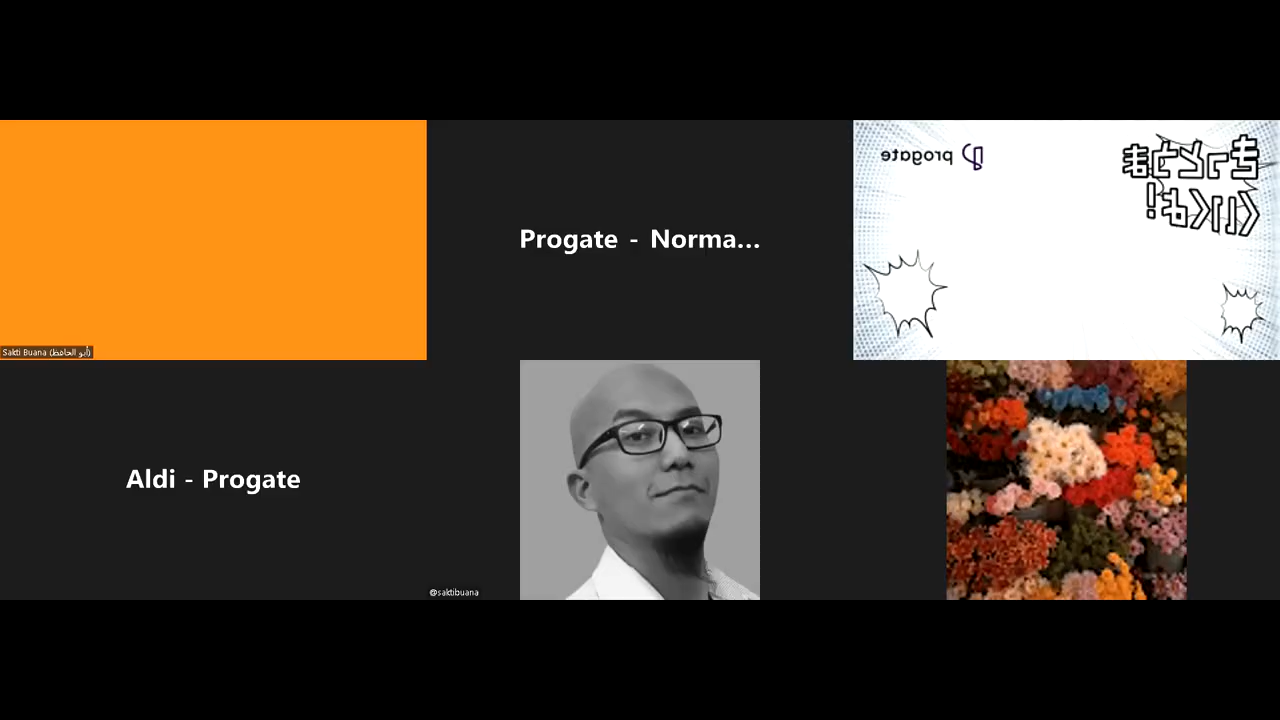 progate
Progate - Norma...
Sakti Buana (أبو الحافظ)
Aldi - Progate
@saktibuana